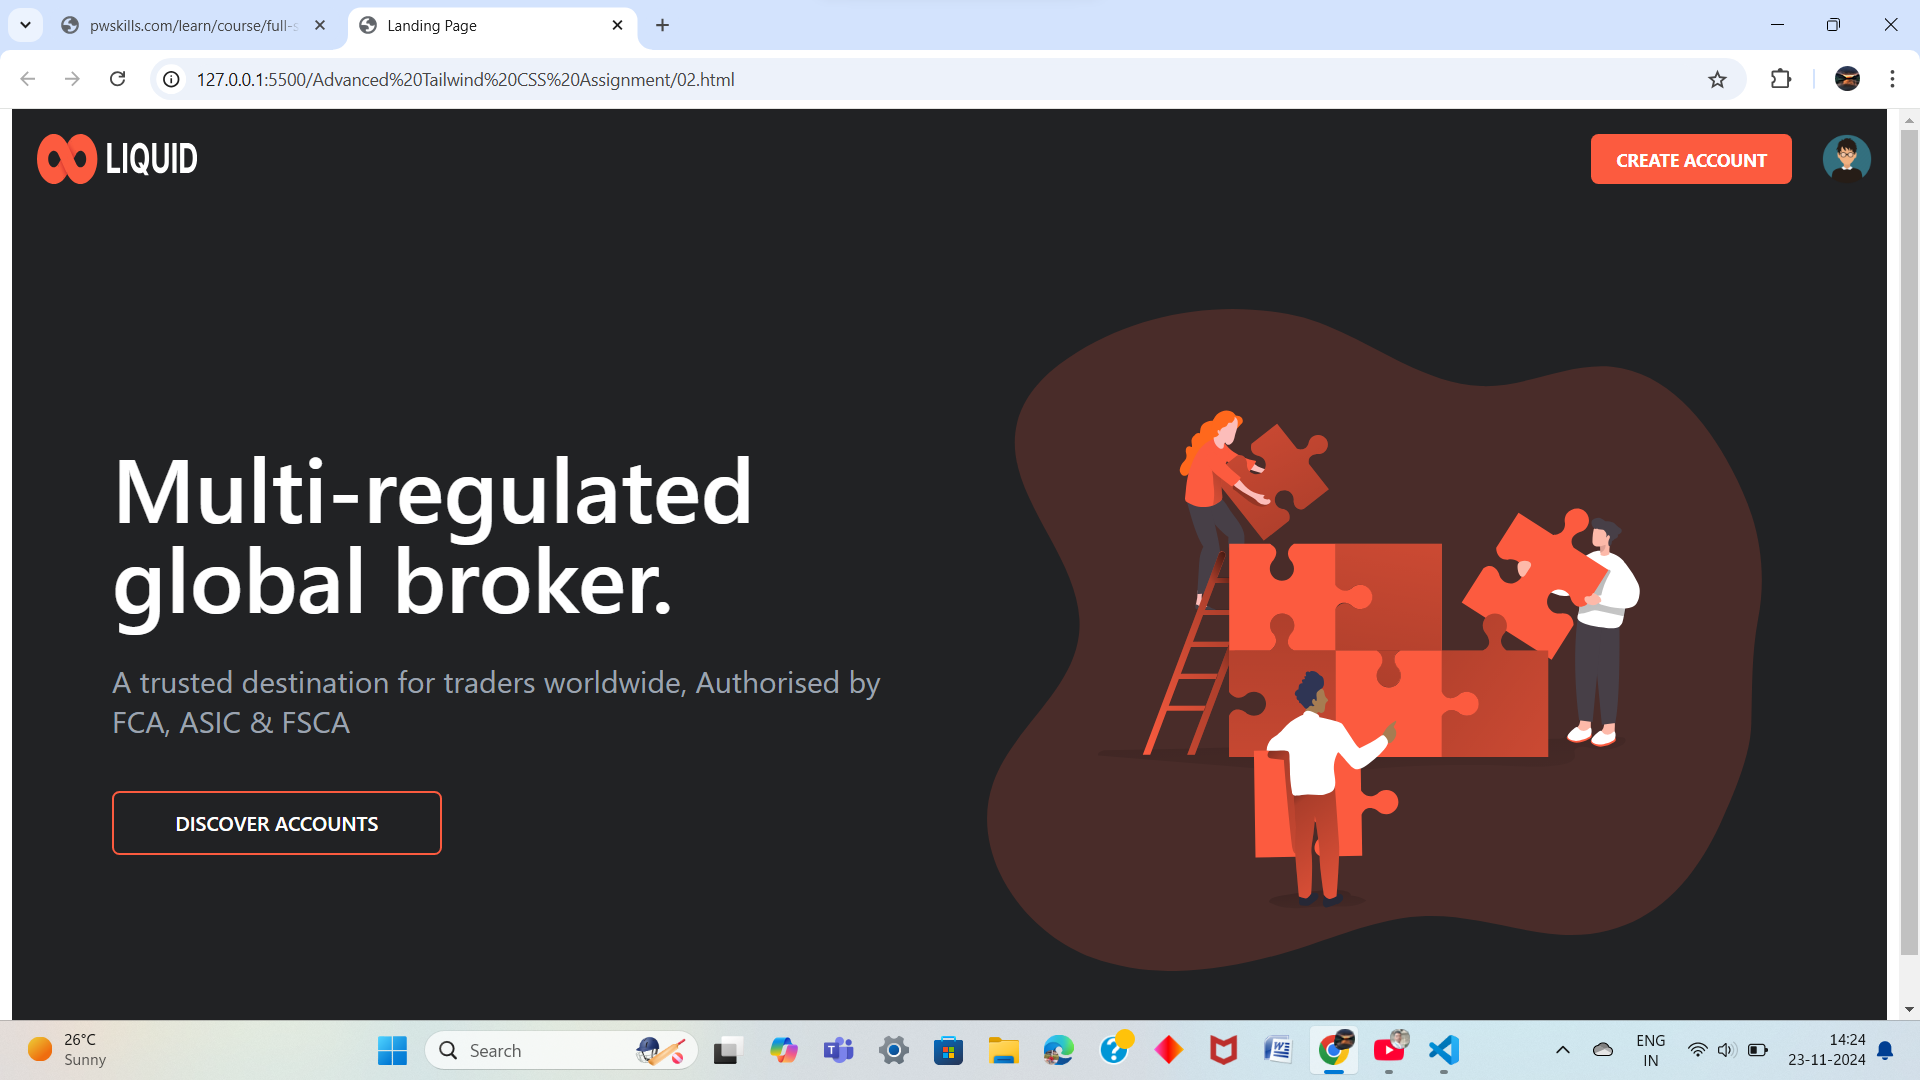 pwskills.com/learn/course/full-s
Landing Page
127.0.0.1:5500/Advanced%20Tailwind%20CSS%20Assignment/02.html
LIQUID
CREATE ACCOUNT
Multi-regulated
global broker.
A trusted destination for traders worldwide, Authorised by
FCA, ASIC & FSCA
DISCOVER ACCOUNTS
26°C
Sunny
Search
ENG
IN
14:24
23-11-2024